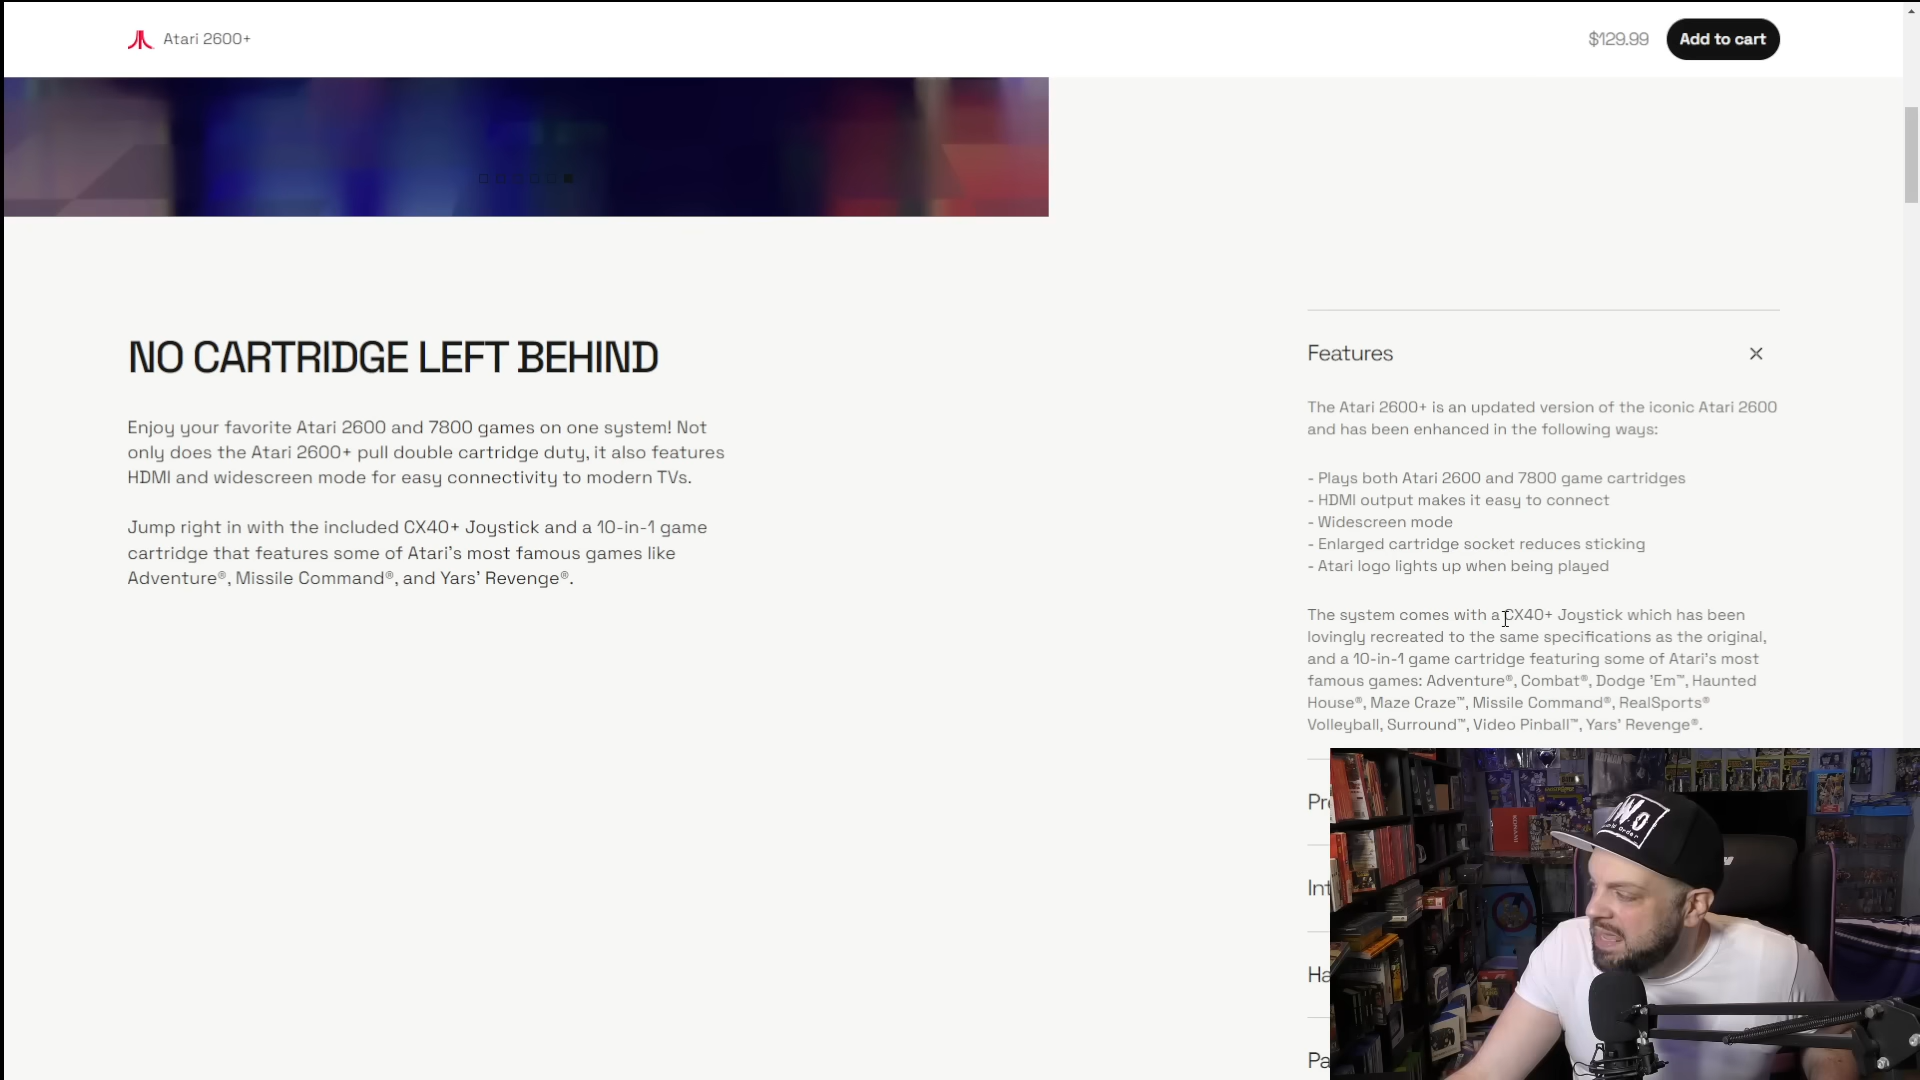 Atari 2600+
$129.99
Add to cart
NO CARTRIDGE LEFT BEHIND
Enjoy your favorite Atari 2600 and 7800 games on one system! Not
only does the Atari 2600+ pull double cartridge duty, it also features
HDMI and widescreen mode for easy connectivity to modern TVs.
Jump right in with the included CX40+ Joystick and a 10-in-1 game
cartridge that features some of Atari's most famous games like
Adventure®, Missile Command®, and Yars' Revenge®.
Features
The Atari 2600+ is an updated version of the iconic Atari 2600
and has been enhanced in the following ways:
- Plays both Atari 2600 and 7800 game cartridges
- HDMI output makes it easy to connect
- Widescreen mode
- Enlarged cartridge socket reduces sticking
- Atari logo lights up when being played
The system comes with a CX40+ Joystick which has been
lovingly recreated to the same specifications as the original,
and a 10-in-1 game cartridge featuring some of Atari's most
famous games: Adventure®, Combat®, Dodge 'Em™, Haunted
House®, Maze Craze™, Missile Command®, RealSports®
Volleyball, Surround™, Video Pinball™, Yars' Revenge®.